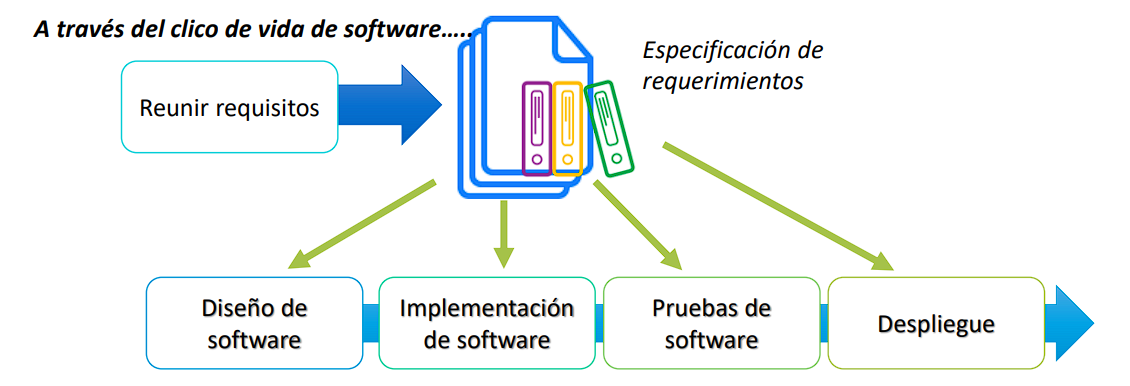 A través del clico de vida de software…..
Especificación de
requerimientos
Reunir requisitos
Diseño de
software
Implementación
de software
Pruebas de
software
Despliegue